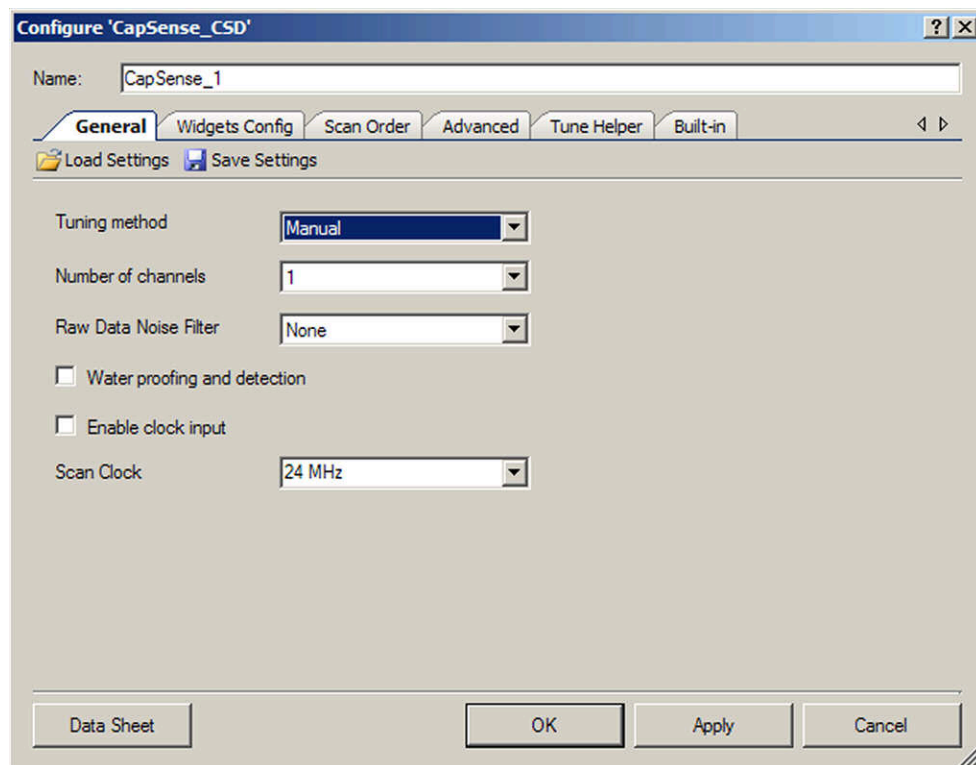 Configure 'CapSense_CSD'
Name: CapSense_1
General Widgets Config Scan Order Advanced Tune Helper Built-in
Load Settings Save Settings
Tuning method Manual
Number of channels 1
Raw Data Noise Filter None
Water proofing and detection
Enable clock input
Scan Clock 24 MHz
Data Sheet OK Apply Cancel